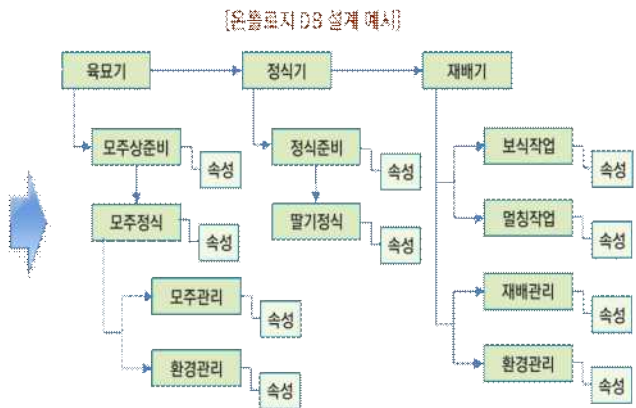 [온톨로지 DB 설계 예시]
육묘기
정식기
재배기
모주상준비
속성
정식준비
속성
보식작업
속성
모주정식
속성
딸기정식
속성
멀칭작업
속성
모주관리
속성
재배관리
속성
환경관리
속성
환경관리
속성